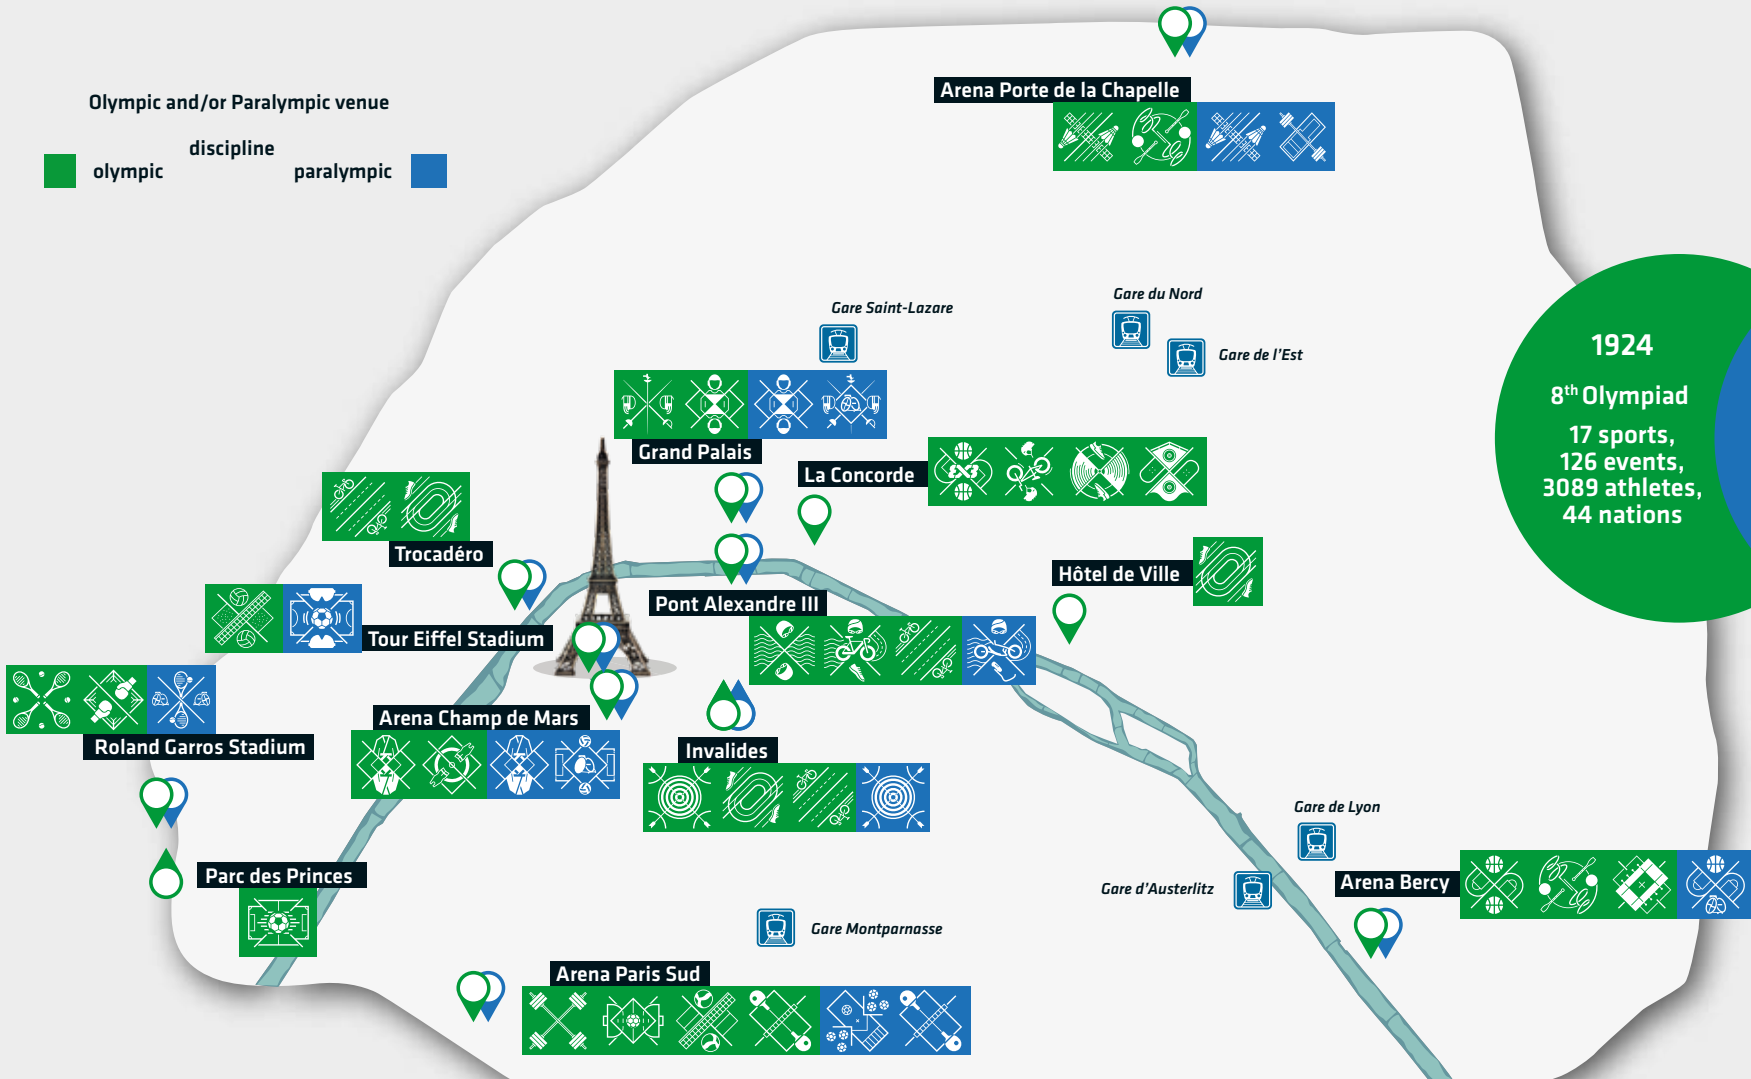 Olympic and/or Paralympic venue
discipline
olympic
paralympic
Arena Porte de la Chapelle
Gare Saint-Lazare
Gare du Nord
Gare de l'Est
1924
8th Olympiad
17 sports,
126 events,
3089 athletes,
44 nations
Grand Palais
La Concorde
3X3
Trocadéro
Hôtel de Ville
Pont Alexandre III
Tour Eiffel Stadium
Arena Champ de Mars
Roland Garros Stadium
Invalides
Gare de Lyon
Parc des Princes
Gare d'Austerlitz
Arena Bercy
Gare Montparnasse
Arena Paris Sud